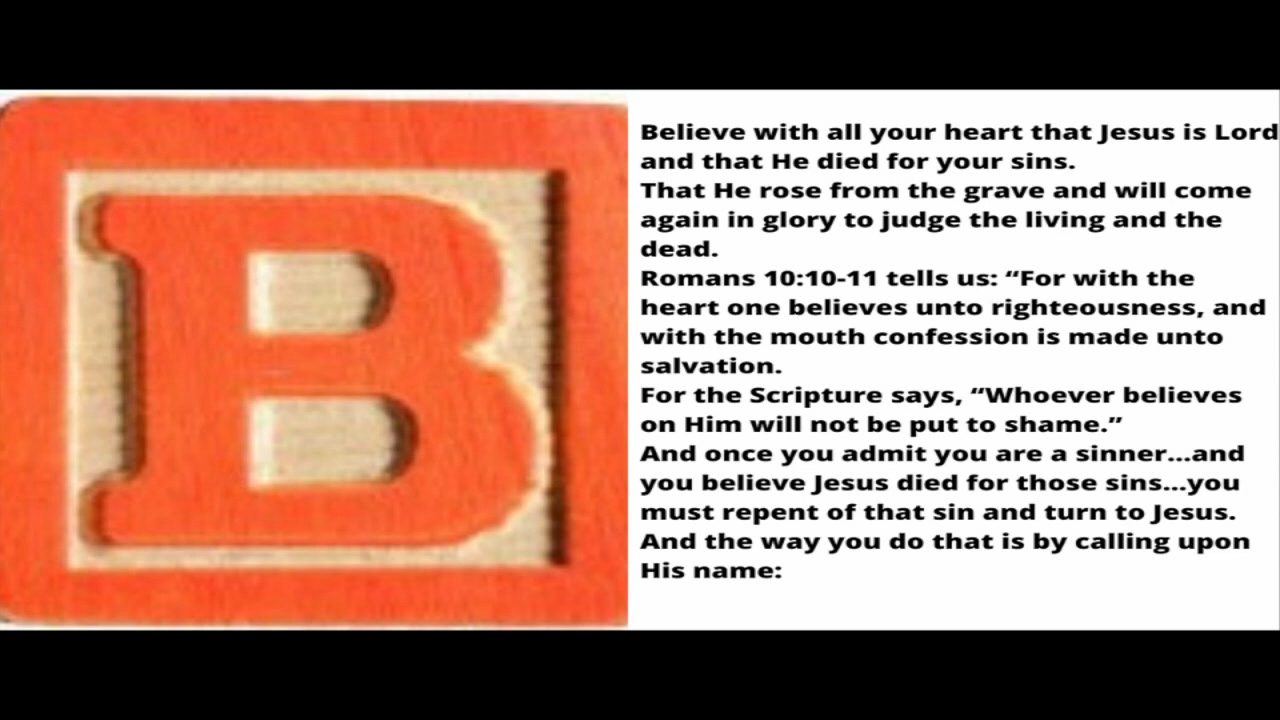 B
Believe with all your heart that Jesus is Lord
and that He died for your sins.
That He rose from the grave and will come
again in glory to judge the living and the
dead.
Romans 10:10-11 tells us: “For with the
heart one believes unto righteousness, and
with the mouth confession is made unto
salvation.
For the Scripture says, “Whoever believes
on Him will not be put to shame.”
And once you admit you are a sinner...and
you believe Jesus died for those sins...you
must repent of that sin and turn to Jesus.
And the way you do that is by calling upon
His name: